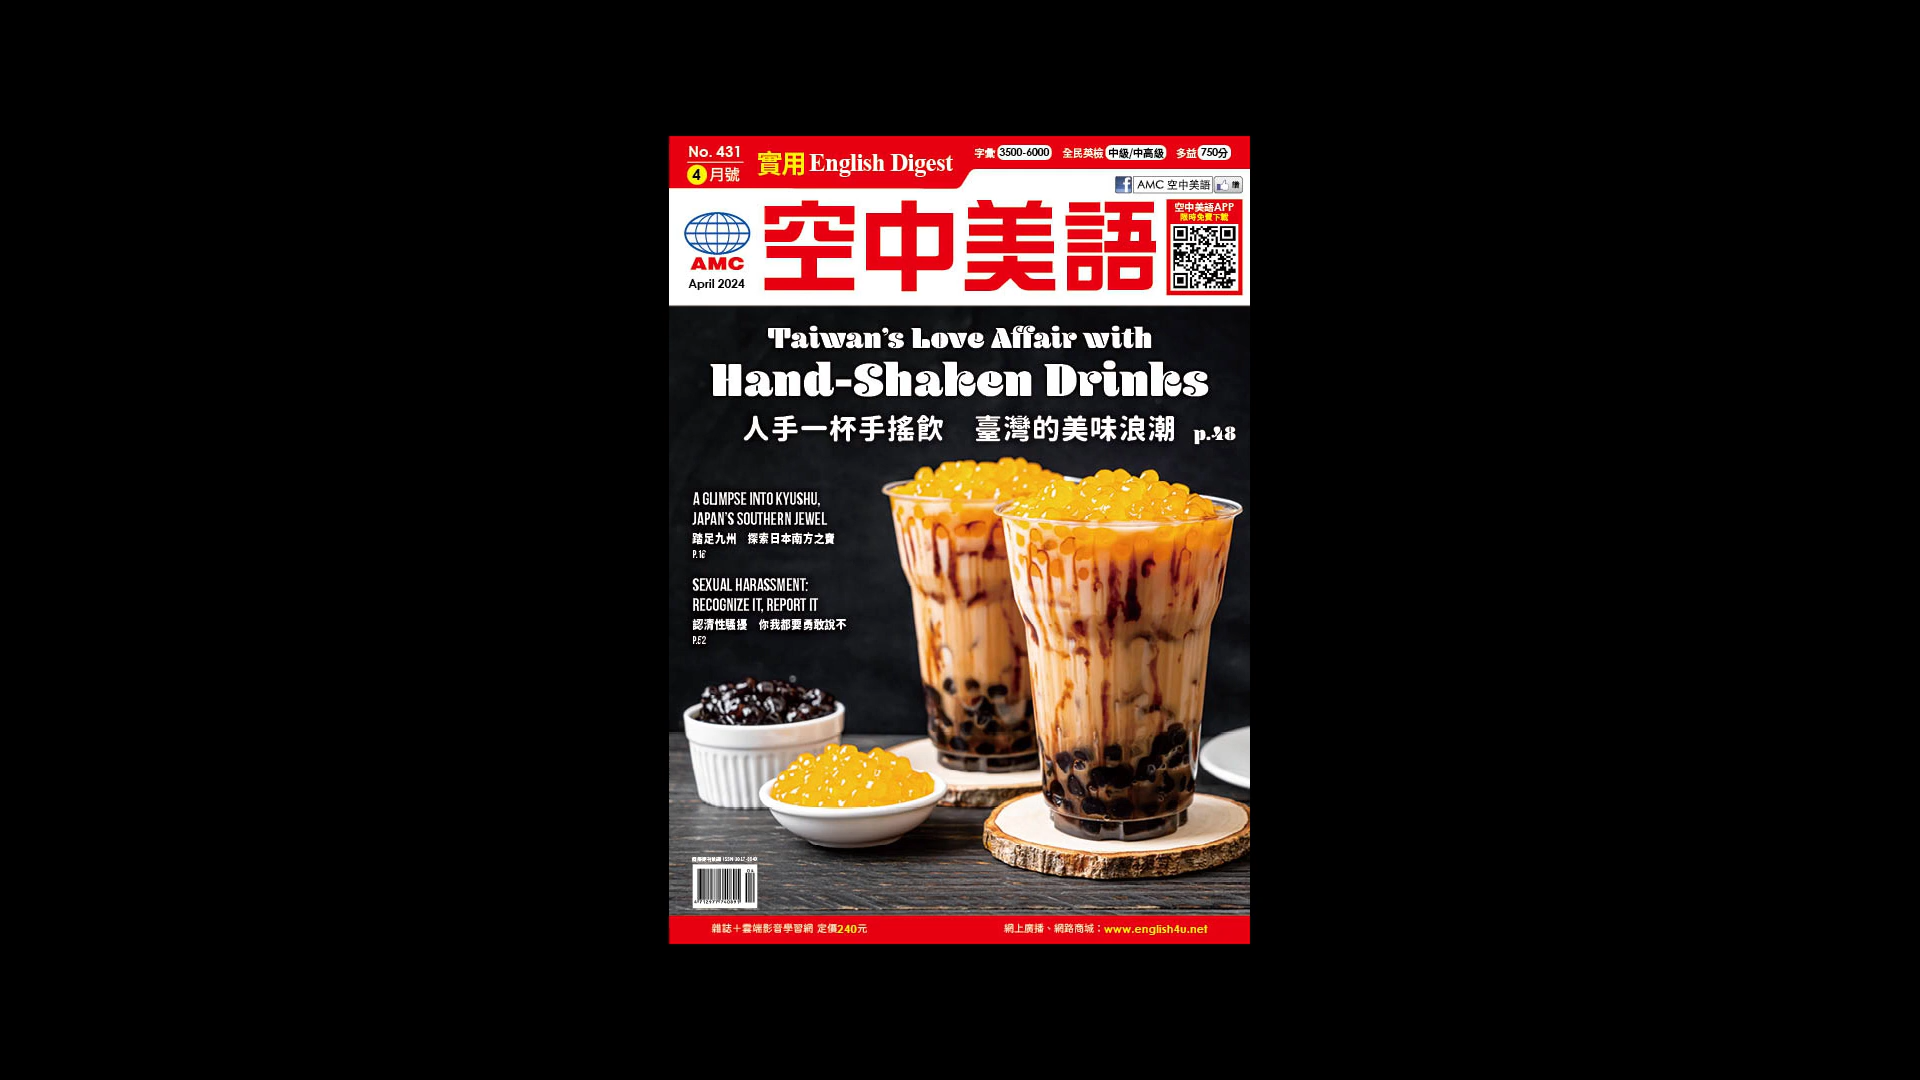 No. 431
4月號
實用 English Digest
字彙 3500-6000 全民英檢 中級/中高級 多益 750分
AMC 空中美語 讚
AMC
April 2024
空中美語
空中美語APP
限時免費下載
Taiwan's Love Affair with
Hand-Shaken Drinks
人手一杯手搖飲 臺灣的美味浪潮 p.48
A GLIMPSE INTO KYUSHU,
JAPAN'S SOUTHERN JEWEL
踏足九州 探索日本南方之寶
P.16
SEXUAL HARASSMENT:
RECOGNIZE IT, REPORT IT
認清性騷擾 你我都要勇敢說不
雜誌+雲端影音學習網 定價240元
網上廣播、網路商城:www.english4u.net